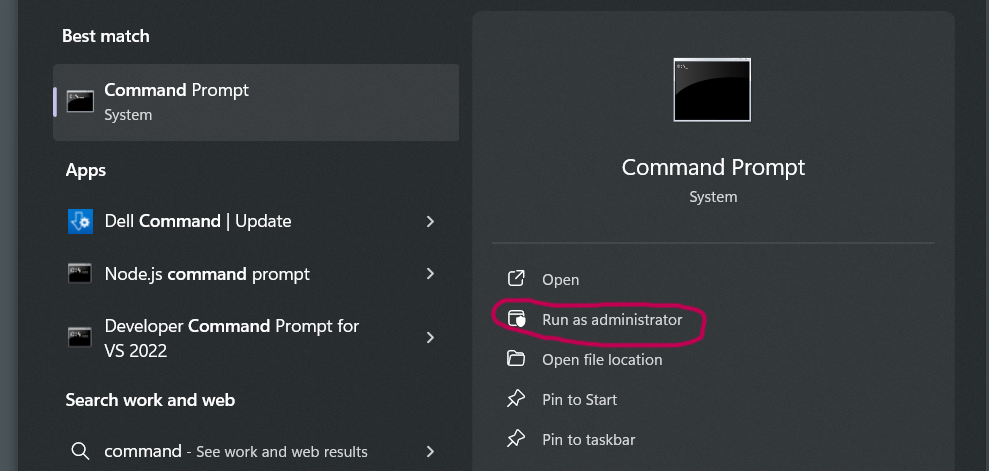 Best match
Command Prompt
System
Apps
Dell Command | Update
Node.js command prompt
Developer Command Prompt for
VS 2022
Search work and web
command - See work and web results
Command Prompt
System
Open
Run as administrator
Open file location
Pin to Start
Pin to taskbar